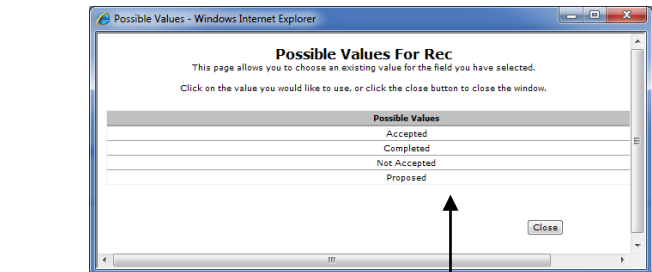 Possible Values - Windows Internet Explorer
Possible Values For Rec
This page allows you to choose an existing value for the field you have selected.
Click on the value you would like to use, or click the close button to close the window.
Possible Values
Accepted
Completed
Not Accepted
Proposed
Close